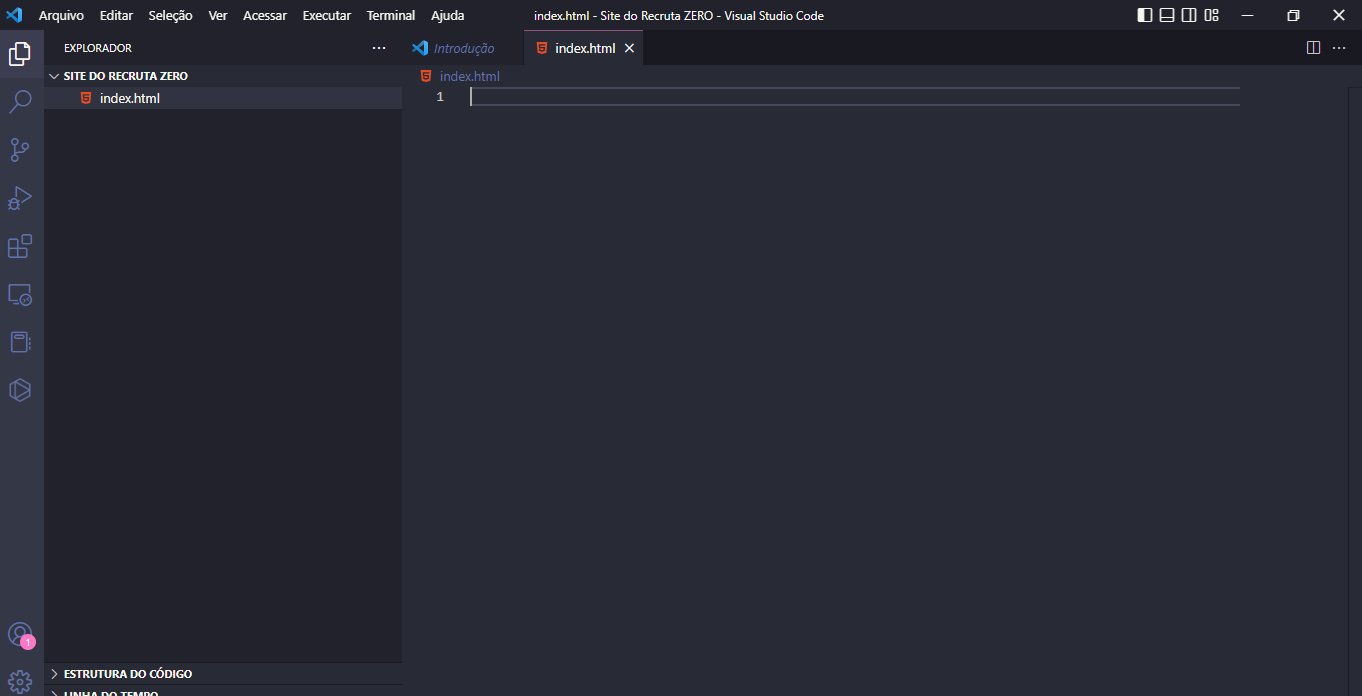 Arquivo Editar Seleção Ver Acessar Executar Terminal Ajuda index.html - Site do Recruta ZERO - Visual Studio Code
EXPLORADOR
Introdução index.html
SITE DO RECRUTA ZERO
index.html
index.html
1
1
ESTRUTURA DO CÓDIGO
LINHA DO TEMPO